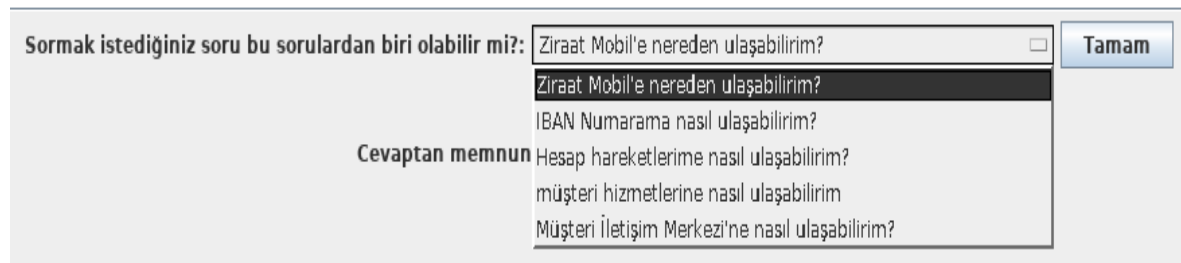 Sormak istediğiniz soru bu sorulardan biri olabilir mi?: Ziraat Mobil'e nereden ulaşabilirim? Tamam
Ziraat Mobil'e nereden ulaşabilirim?
IBAN Numarama nasıl ulaşabilirim?
Cevaptan memnun Hesap hareketlerime nasıl ulaşabilirim?
müşteri hizmetlerine nasıl ulaşabilirim
Müşteri İletişim Merkezi'ne nasıl ulaşabilirim?